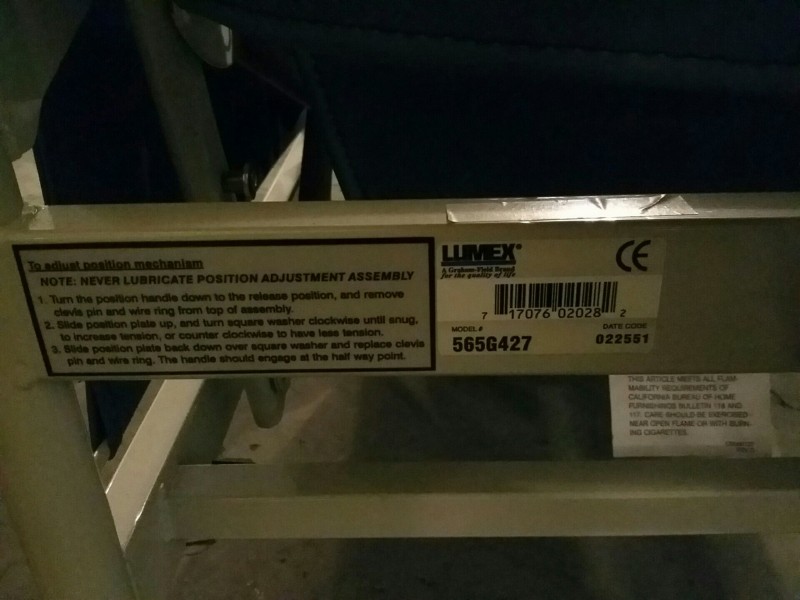 To adjust position mechanism
NOTE: NEVER LUBRICATE POSITION ADJUSTMENT ASSEMBLY
1. Turn the position handle down to the release position, and remove
clevis pin and wire ring from top of assembly.
2. Slide position plate up, and turn square washer clockwise until snug,
to increase tension, or counter clockwise to have less tension.
3. Slide position plate back down over square washer and replace clevis
pin and wire ring. The handle should engage at the half way point.
LUMEX®
A Graham-Field Brand
for the quality of life
CE
7 17076 02028 2
MODEL #
565G427
DATE CODE
022551
THIS ARTICLE MEETS ALL FLAM-
MABILITY REQUIREMENTS OF
CALIFORNIA BUREAU OF HOME
FURNISHINGS BULLETIN 116 AND
117. CARE SHOULD BE EXERCISED
NEAR OPEN FLAME OR WITH BURN-
ING CIGARETTES.